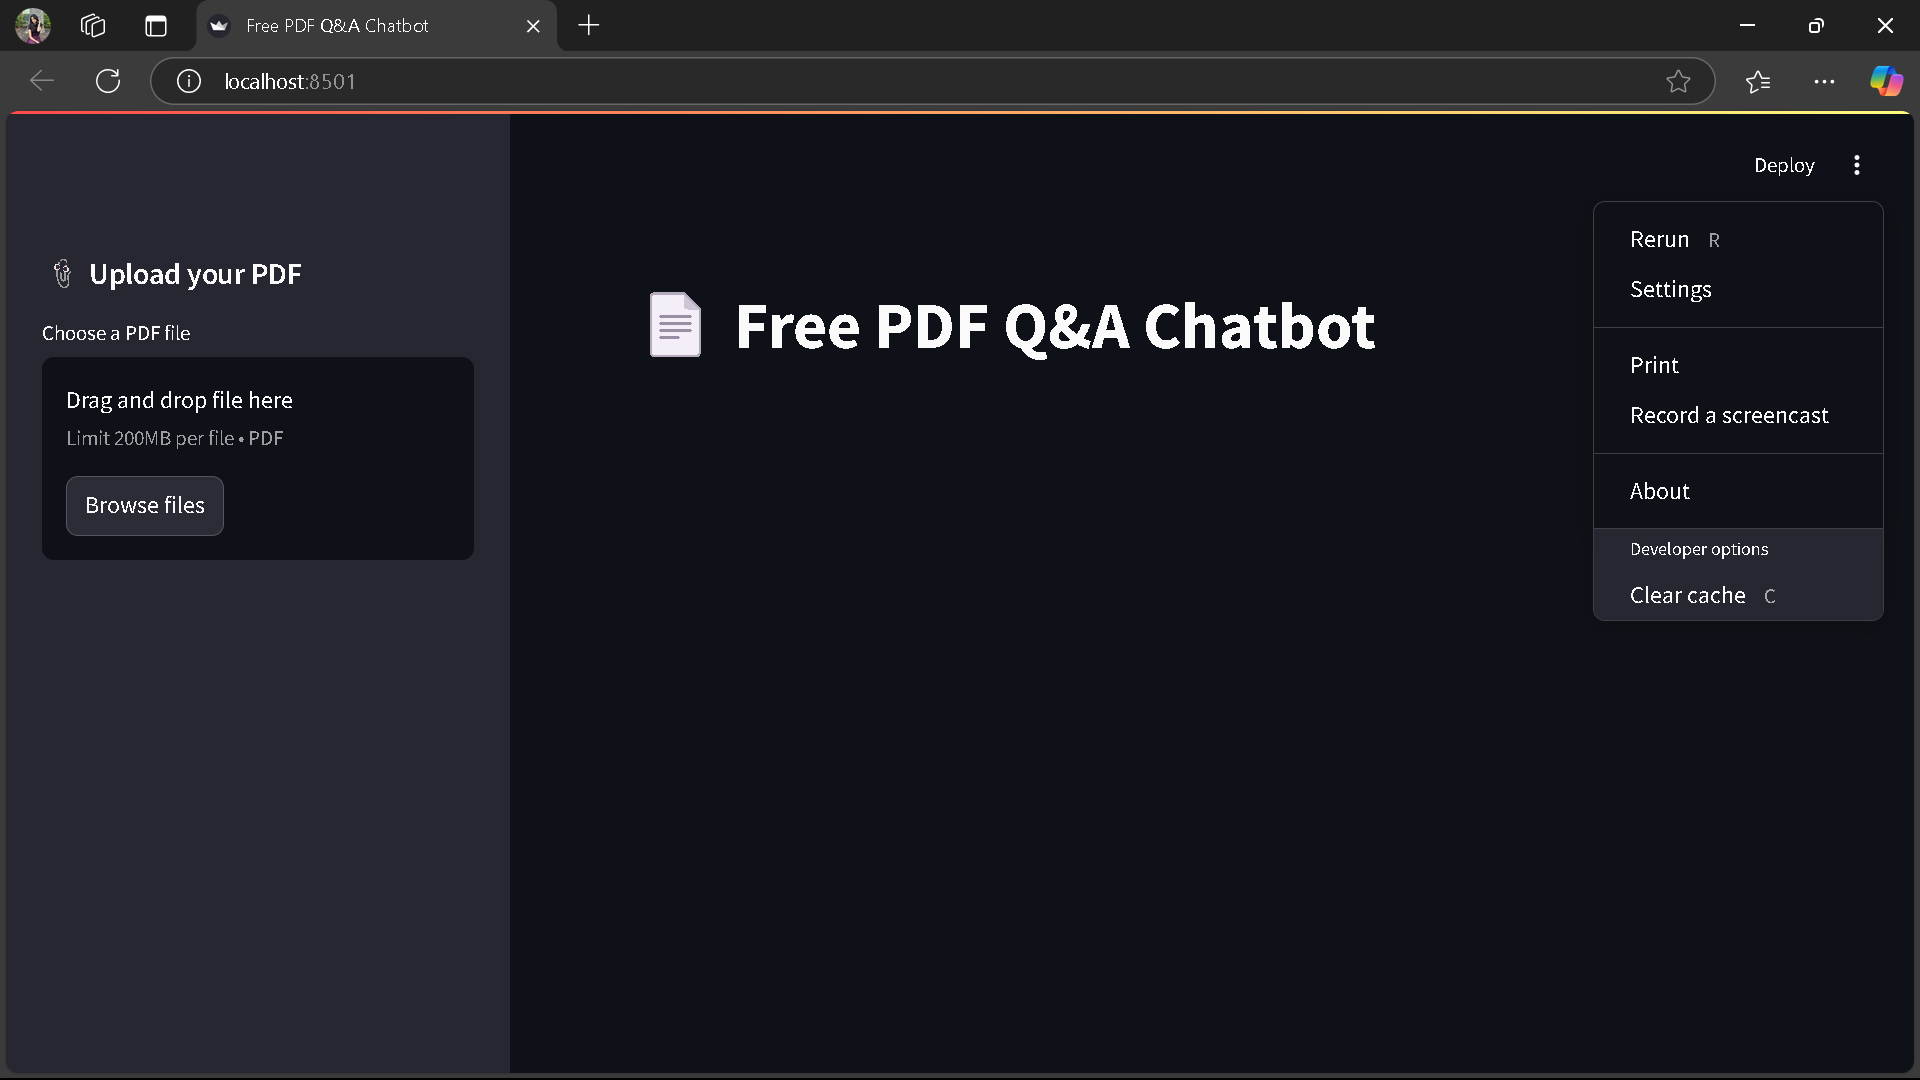 Free PDF Q&A Chatbot
localhost:8501
Deploy
Upload your PDF
Choose a PDF file
Drag and drop file here
Limit 200MB per file • PDF
Browse files
Free PDF Q&A Chatbot
Rerun R
Settings
Print
Record a screencast
About
Developer options
Clear cache C